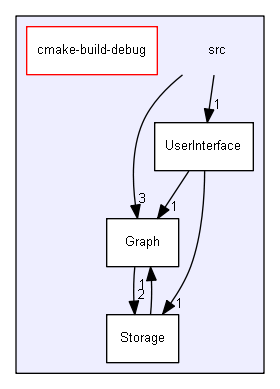 cmake-build-debug
src
1
UserInterface
3
1
Graph
1
2
1
Storage